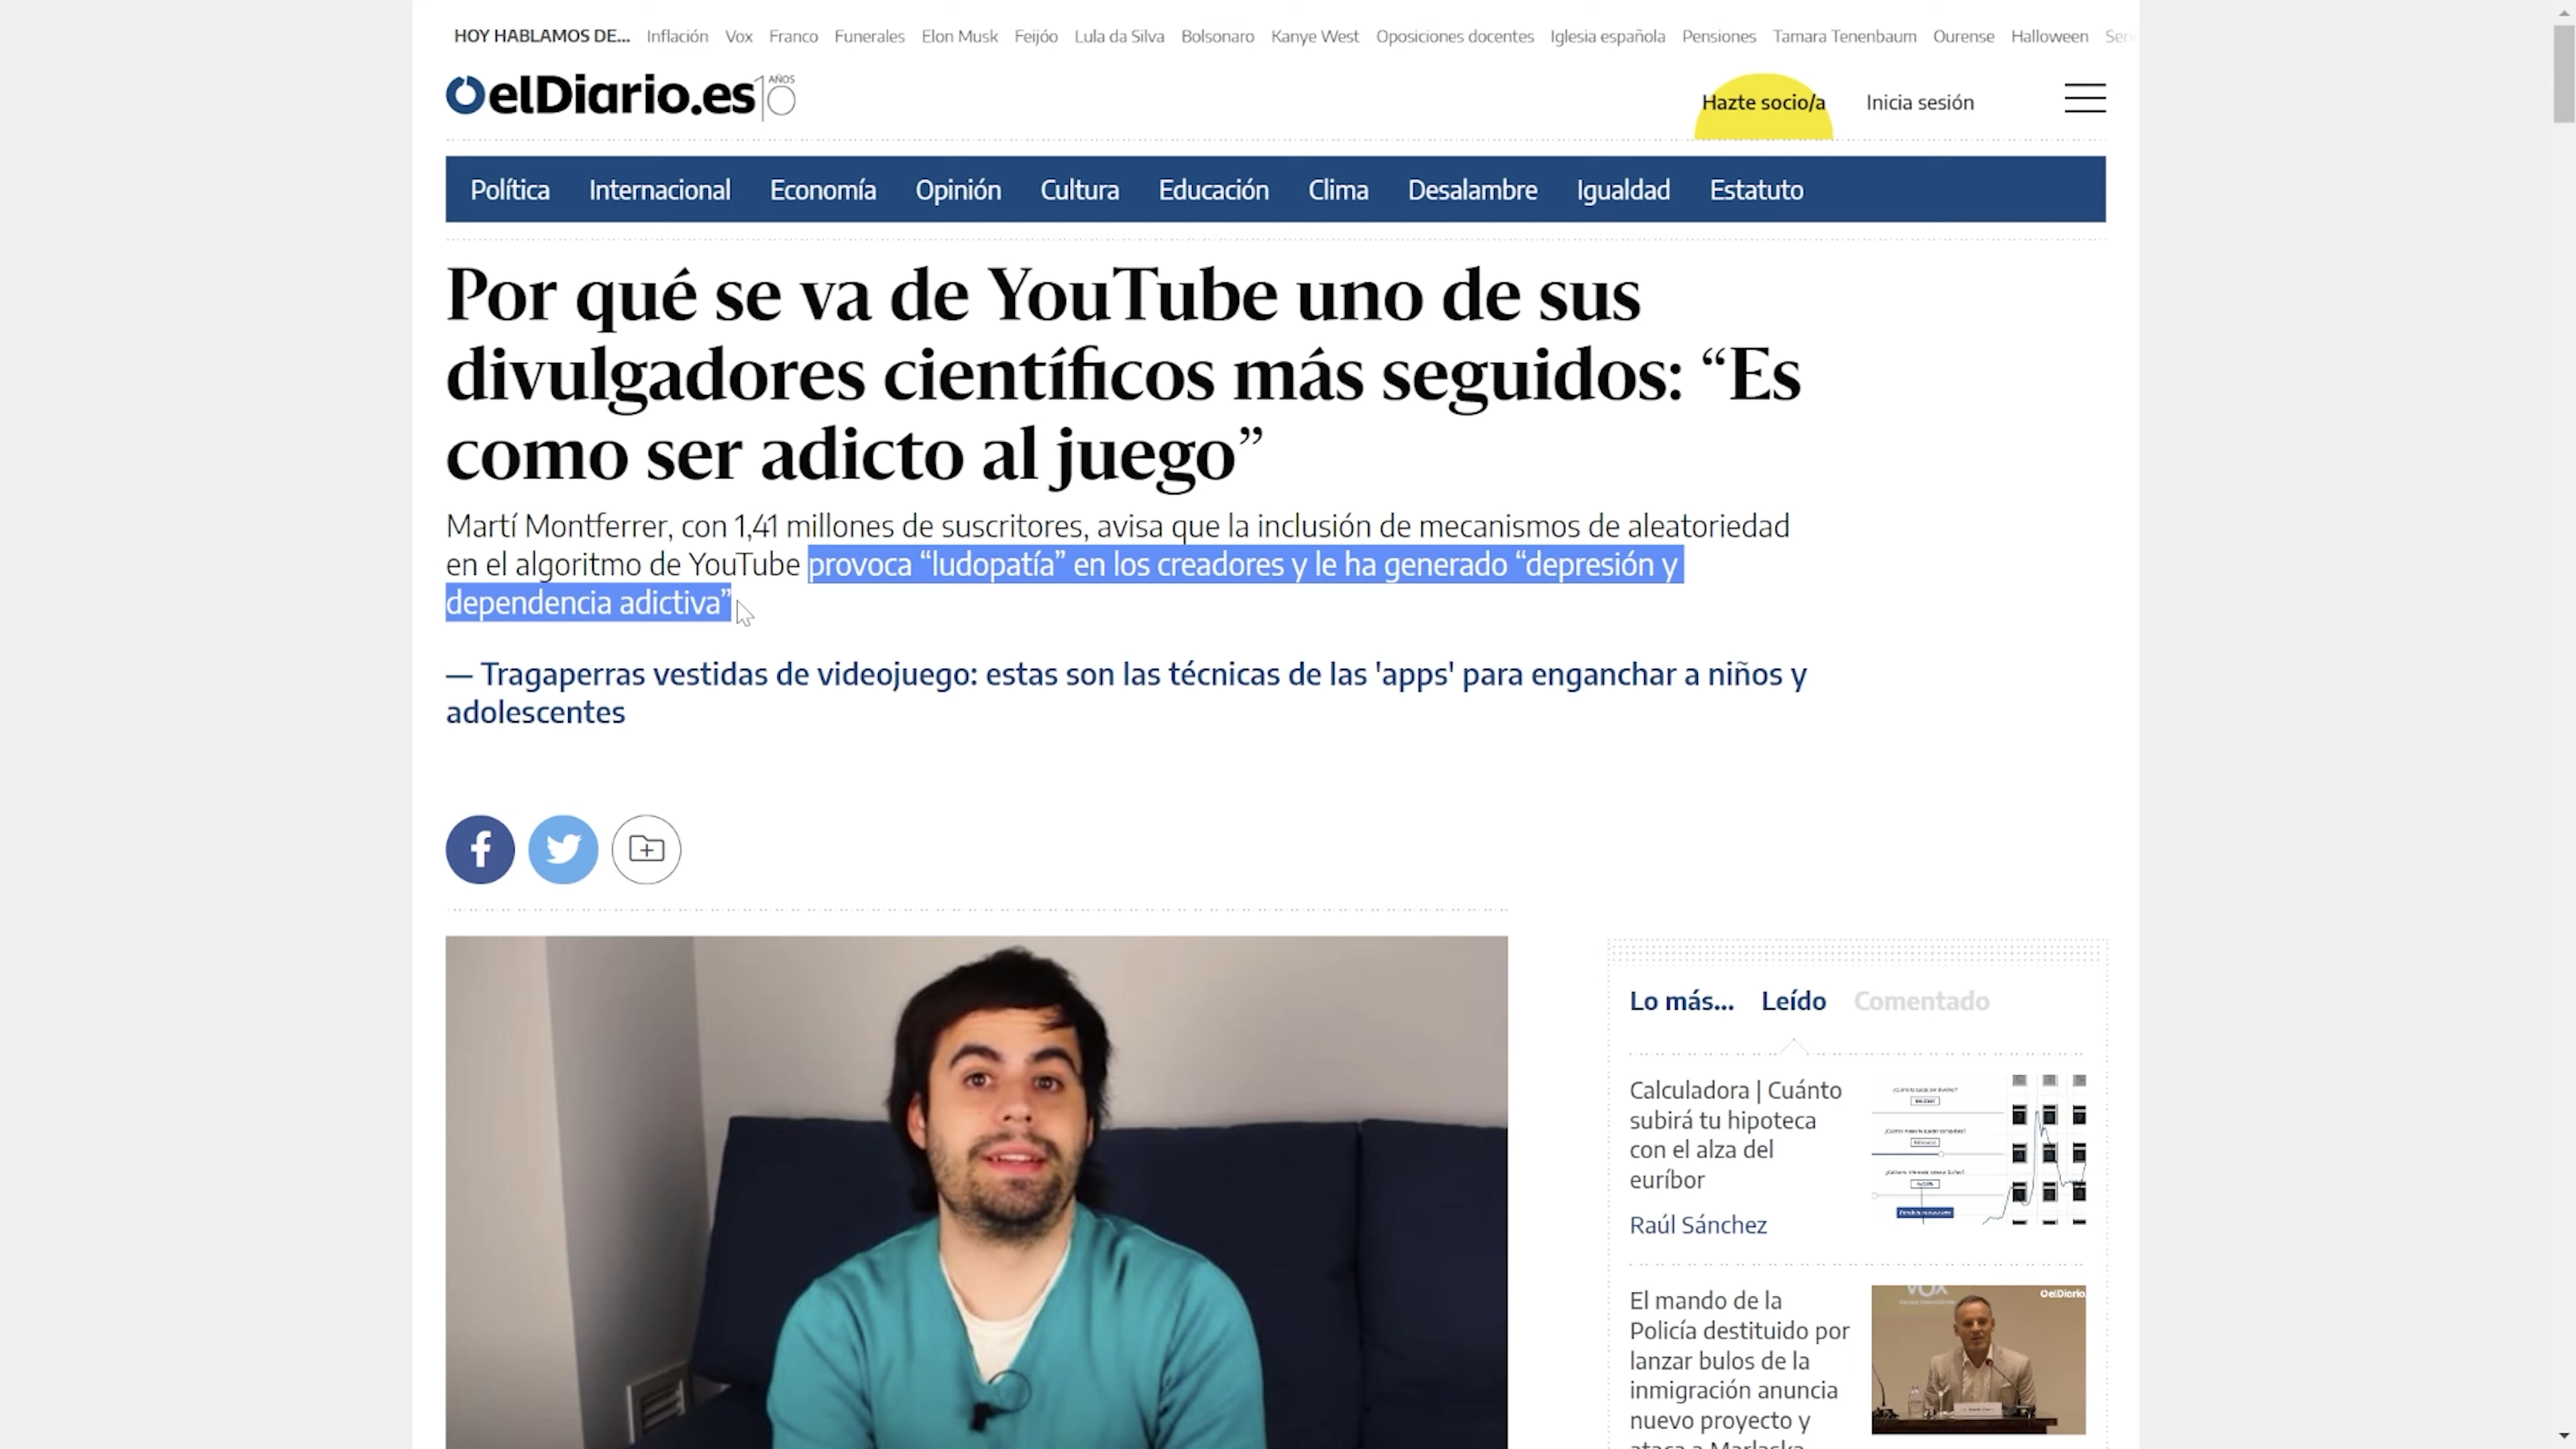 HOY HABLAMOS DE... Inflación Vox Franco Funerales Elon Musk Feijóo Lula da Silva Bolsonaro Kanye West Oposiciones docentes Iglesia española Pensiones Tamara Tenenbaum Ourense Halloween
elDiario.es 10 AÑOS
Hazte socio/a Inicia sesión
Política Internacional Economía Opinión Cultura Educación Clima Desalambre Igualdad Estatuto
Por qué se va de YouTube uno de sus
divulgadores científicos más seguidos: “Es
como ser adicto al juego”
Martí Montferrer, con 1,41 millones de suscritores, avisa que la inclusión de mecanismos de aleatoriedad
en el algoritmo de YouTube provoca “ludopatía” en los creadores y le ha generado “depresión y
dependencia adictiva”
— Tragaperras vestidas de videojuego: estas son las técnicas de las 'apps' para enganchar a niños y
adolescentes
Lo más... Leído Comentado
Calculadora | Cuánto
subirá tu hipoteca
con el alza del
euríbor
Raúl Sánchez
El mando de la
Policía destituido por
lanzar bulos de la
inmigración anuncia
nuevo proyecto y
ataca a Marlaska
VOX
elDiario.